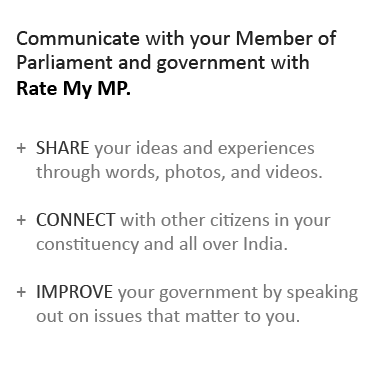 Communicate with your Member of
Parliament and government with
Rate My MP.
+ SHARE your ideas and experiences
through words, photos, and videos.
+ CONNECT with other citizens in your
constituency and all over India.
+ IMPROVE your government by speaking
out on issues that matter to you.